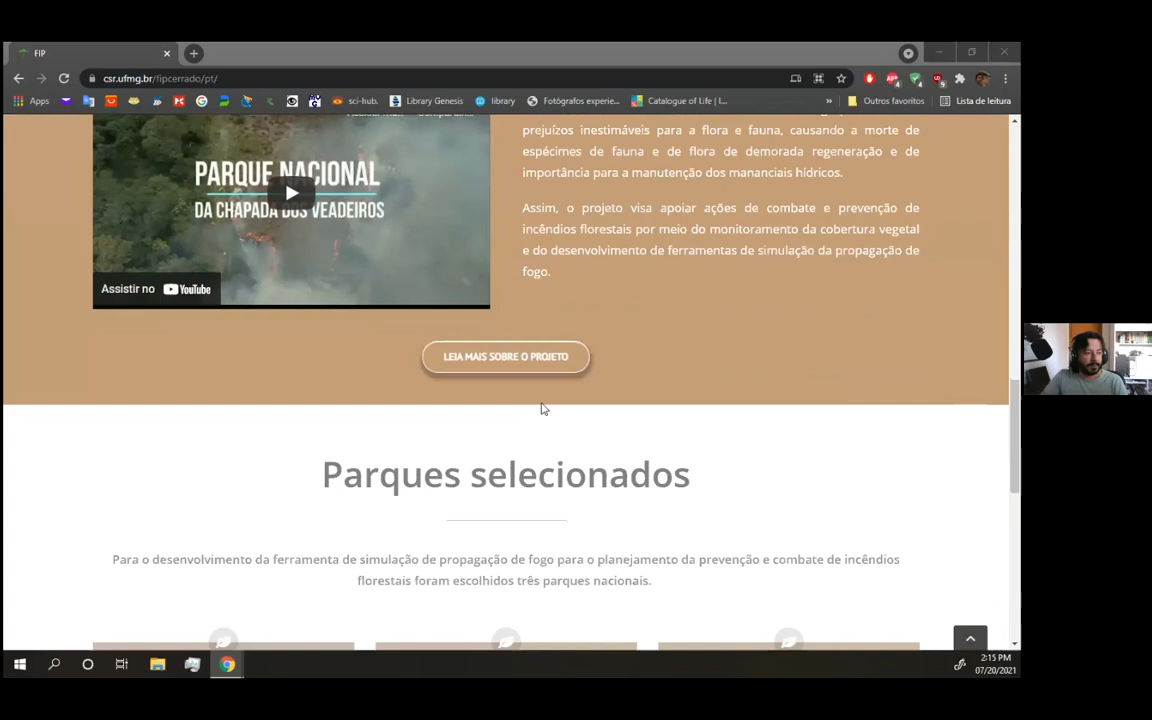 FIP
csr.ufmg.br/fipcerrado/pt/
Apps
sci-hub.
Library Genesis
library
Fotógrafos experie...
Catalogue of Life | I...
»
Outros favoritos
Lista de leitura
prejuízos inestimáveis para a flora e fauna, causando a morte de
espécimes de fauna e de flora de demorada regeneração e de
importância para a manutenção dos mananciais hídricos.
PARQUE NACIONAL
DA CHAPADA DOS VEADEIROS
Assim, o projeto visa apoiar ações de combate e prevenção de
incêndios florestais por meio do monitoramento da cobertura vegetal
e do desenvolvimento de ferramentas de simulação da propagação de
fogo.
Assistir no YouTube
LEIA MAIS SOBRE O PROJETO
Parques selecionados
Para o desenvolvimento da ferramenta de simulação de propagação de fogo para o planejamento da prevenção e combate de incêndios
florestais foram escolhidos três parques nacionais.
2:15 PM
07/20/2021